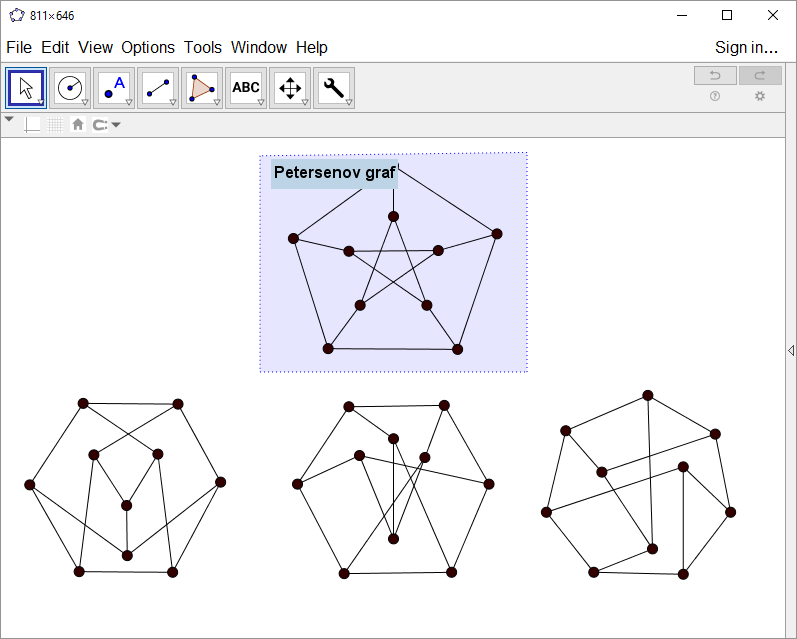 811×646
File Edit View Options Tools Window Help Sign in...
A ABC
Petersenov graf